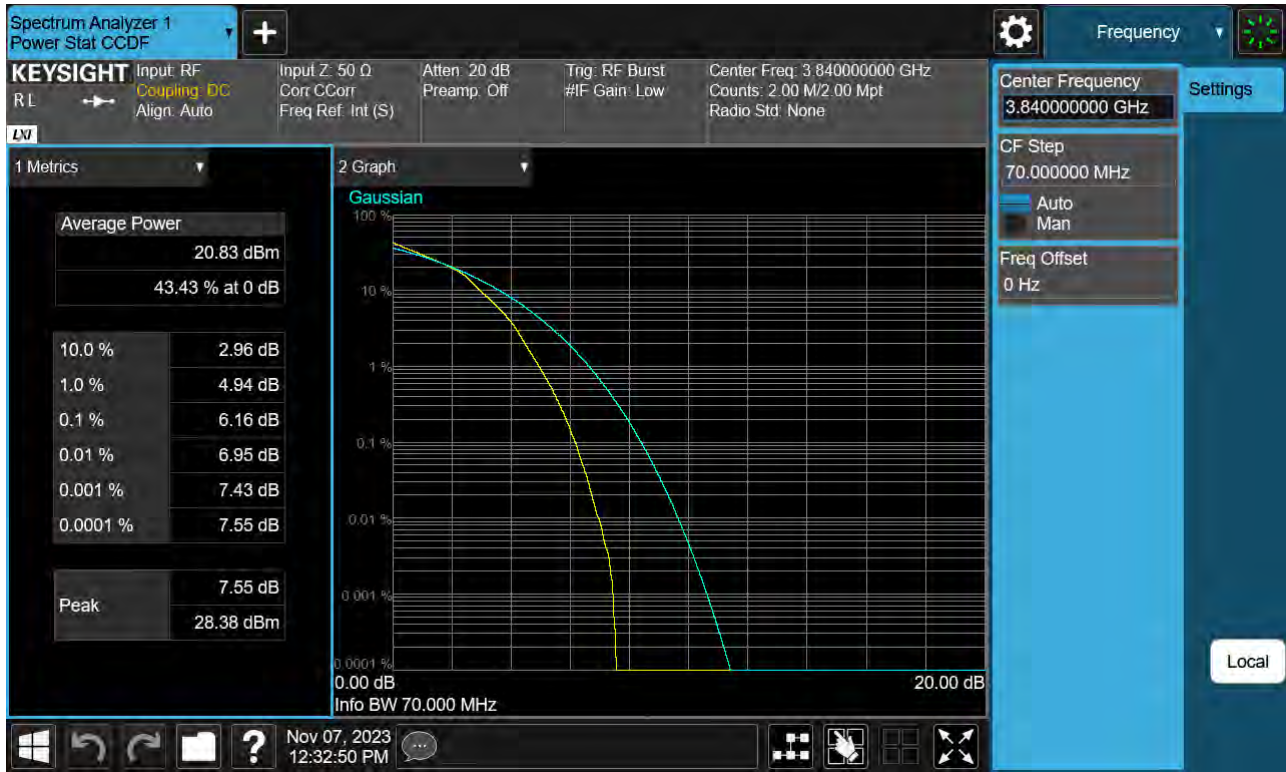 Spectrum Analyzer 1
Power Stat CCDF
+
Frequency
KEYSIGHT
RL
LXI
Input: RF
Coupling: DC
Align: Auto
Input Z: 50 Ω
Corr CCorr
Freq Ref: Int (S)
Atten: 20 dB
Preamp: Off
Trig: RF Burst
#IF Gain: Low
Center Freq: 3.840000000 GHz
Counts: 2.00 M/2.00 Mpt
Radio Std: None
Center Frequency
3.840000000 GHz
Settings
CF Step
70.000000 MHz
Auto
Man
Freq Offset
0 Hz
1 Metrics
Average Power
20.83 dBm
43.43 % at 0 dB
10.0 % 2.96 dB
1.0 % 4.94 dB
0.1 % 6.16 dB
0.01 % 6.95 dB
0.001 % 7.43 dB
0.0001 % 7.55 dB
Peak
7.55 dB
28.38 dBm
2 Graph
Gaussian
100 %
10 %
1 %
0.1 %
0.01 %
0.001 %
0.0001 %
0.00 dB
20.00 dB
Info BW 70.000 MHz
Local
?
Nov 07, 2023
12:32:50 PM